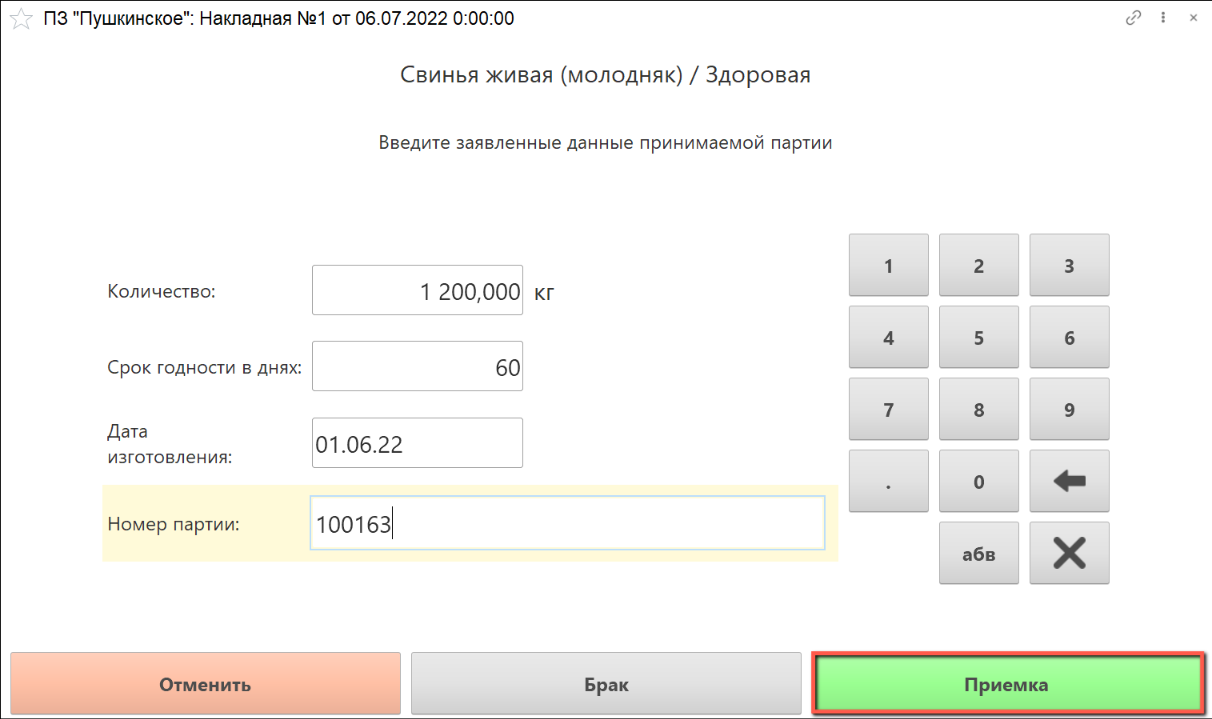 ПЗ "Пушкинское": Накладная №1 от 06.07.2022 0:00:00
Свинья живая (молодняк) / Здоровая
Введите заявленные данные принимаемой партии
Количество: 1 200,000 кг
Срок годности в днях: 60
Дата
изготовления: 01.06.22
Номер партии: 100163
1 2 3
4 5 6
7 8 9
. 0
абв
Отменить Брак Приемка